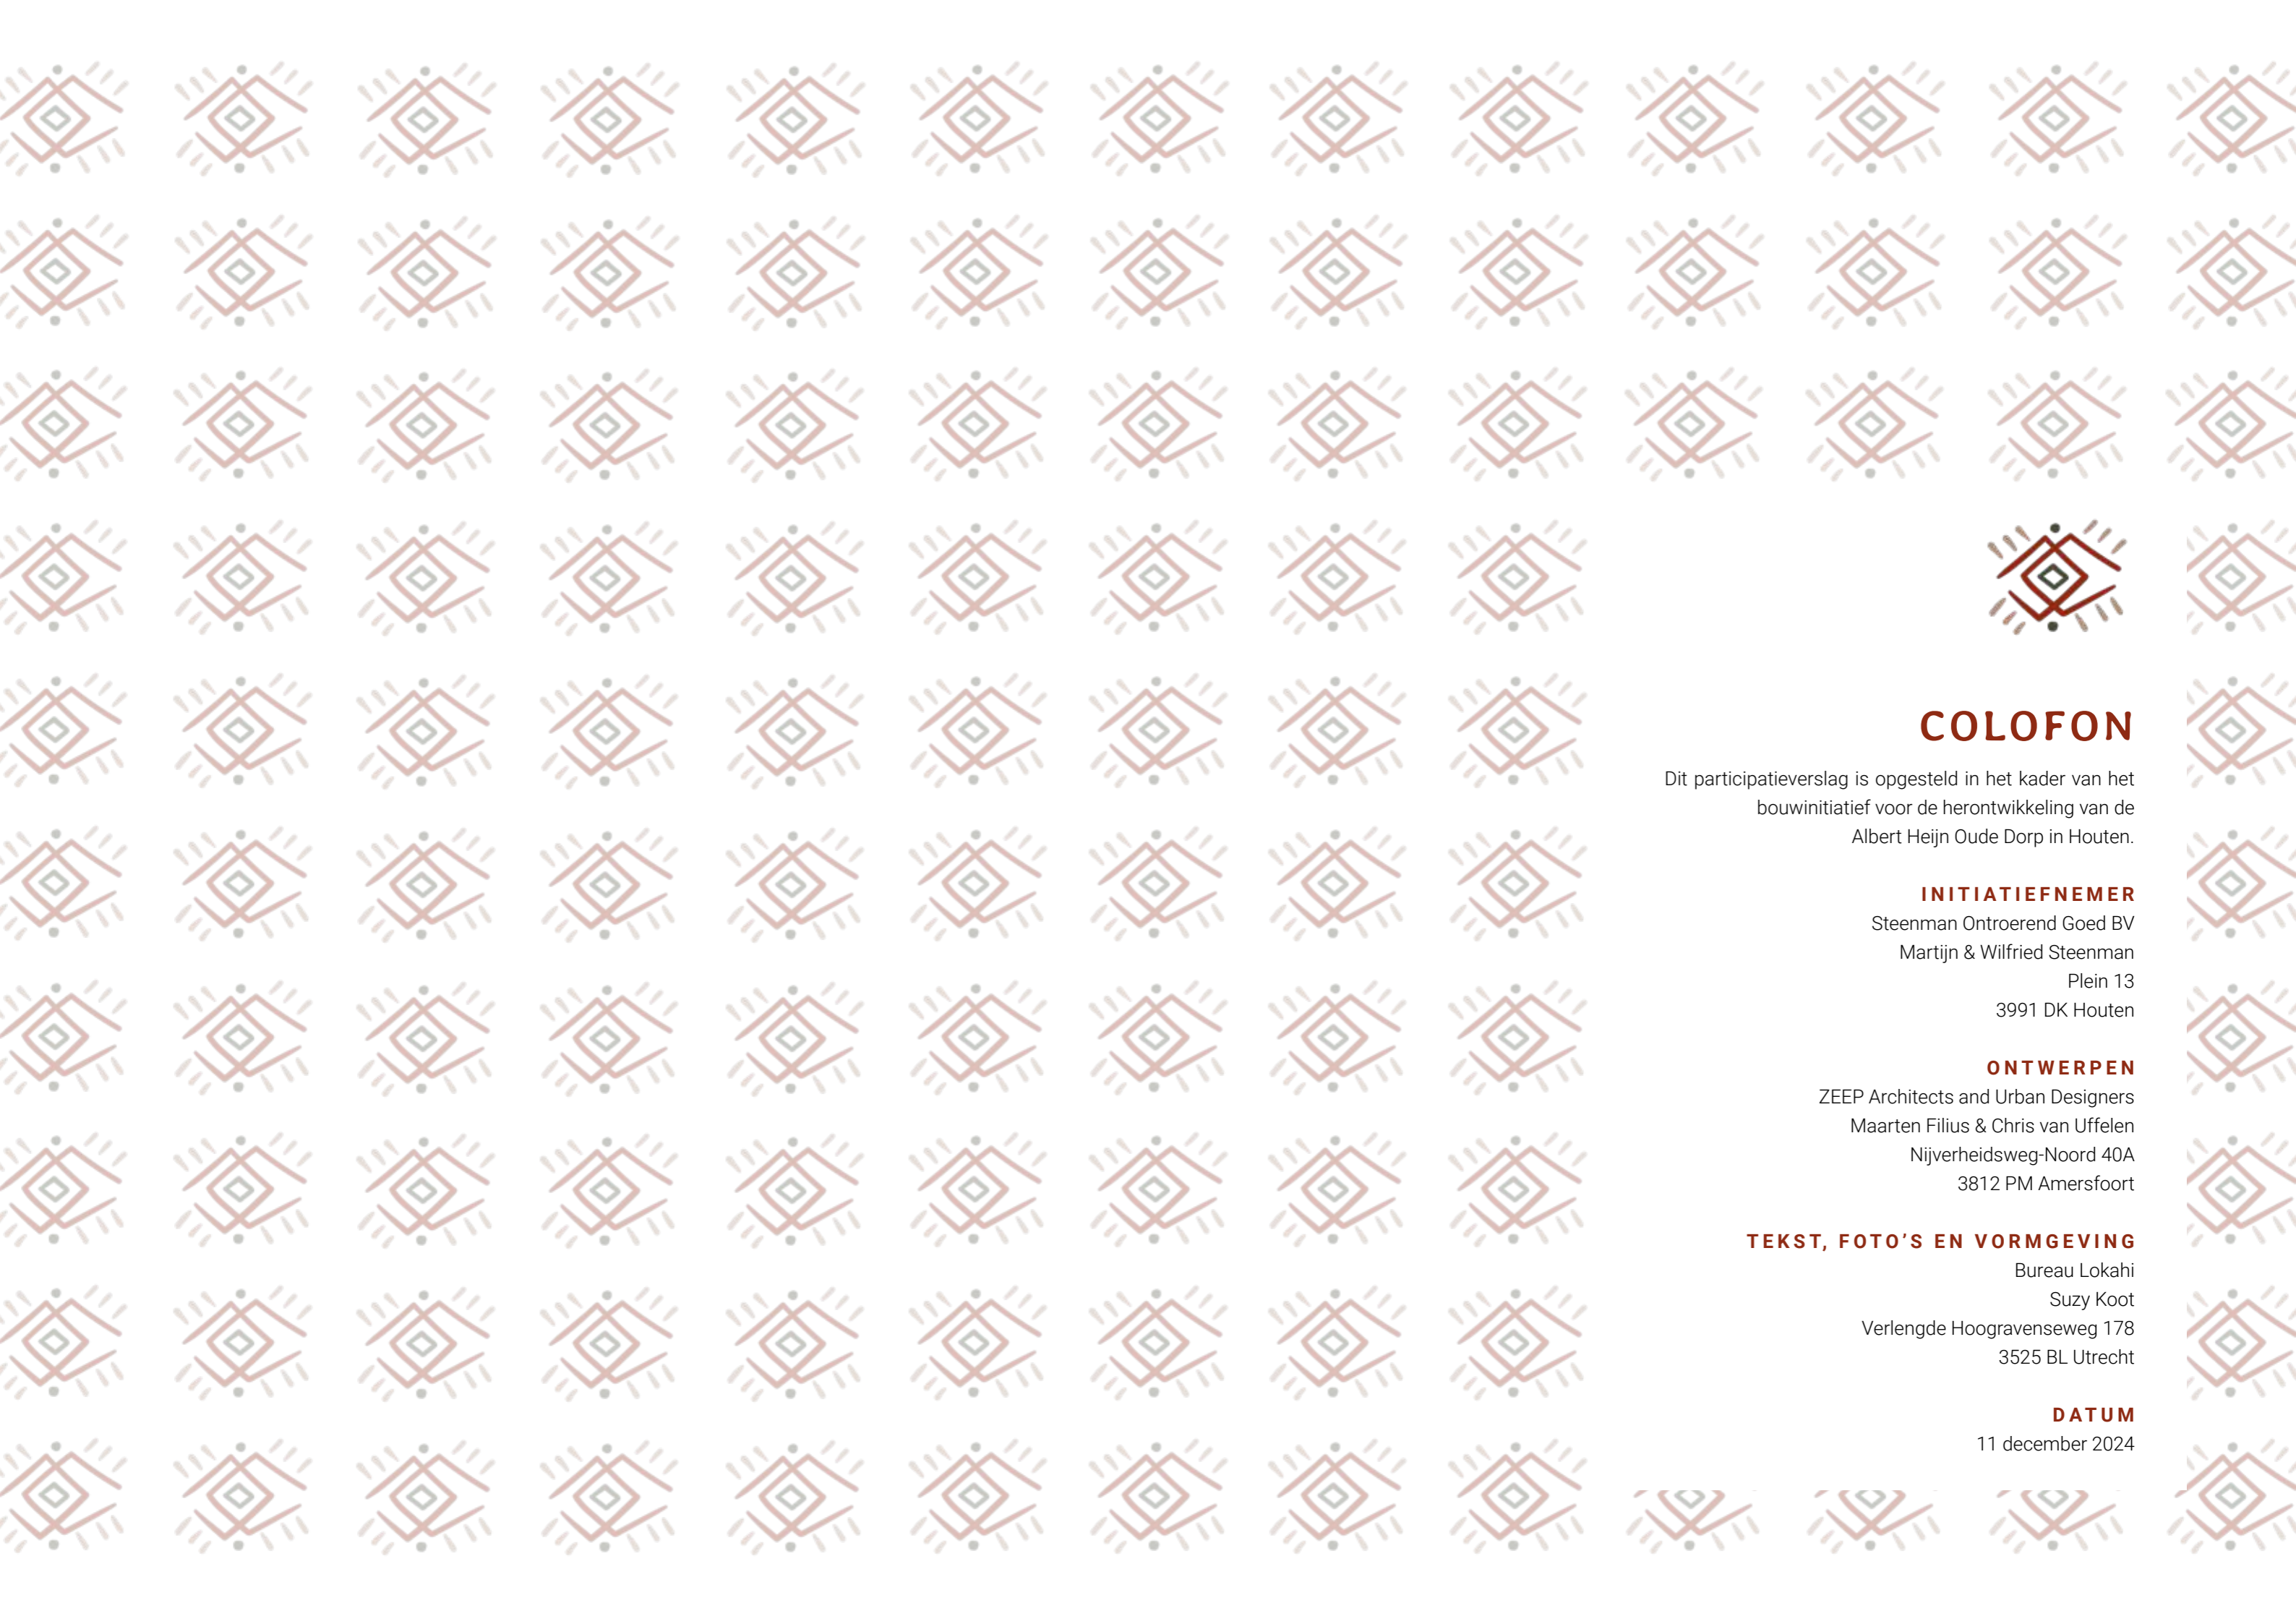 COLOFON
Dit participatieverslag is opgesteld in het kader van het
bouwinitiatief voor de herontwikkeling van de
Albert Heijn Oude Dorp in Houten.
INITIATIEFNEMER
Steenman Ontroerend Goed BV
Martijn & Wilfried Steenman
Plein 13
3991 DK Houten
ONTWERPEN
ZEEP Architects and Urban Designers
Maarten Filius & Chris van Uffelen
Nijverheidsweg-Noord 40A
3812 PM Amersfoort
TEKST, FOTO’S EN VORMGEVING
Bureau Lokahi
Suzy Koot
Verlengde Hoogravenseweg 178
3525 BL Utrecht
DATUM
11 december 2024